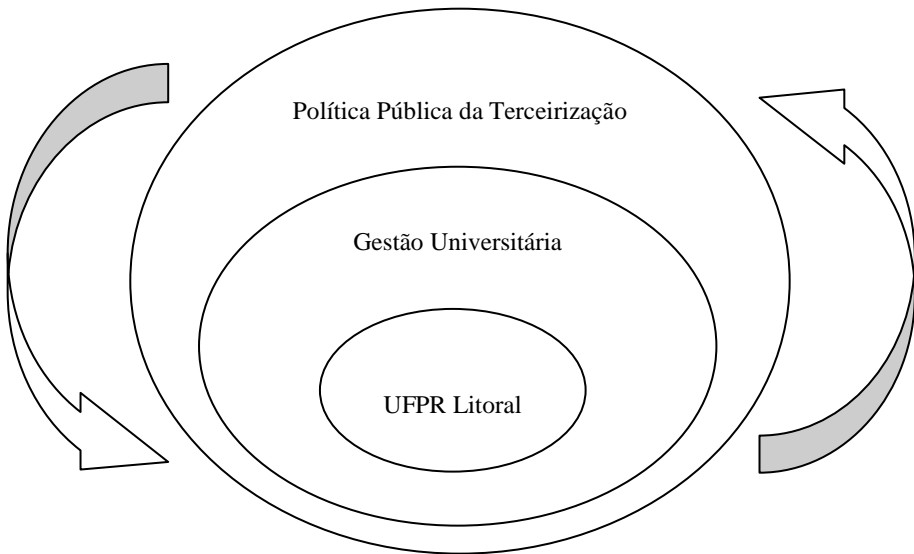 Política Pública da Terceirização
Gestão Universitária
UFPR Litoral